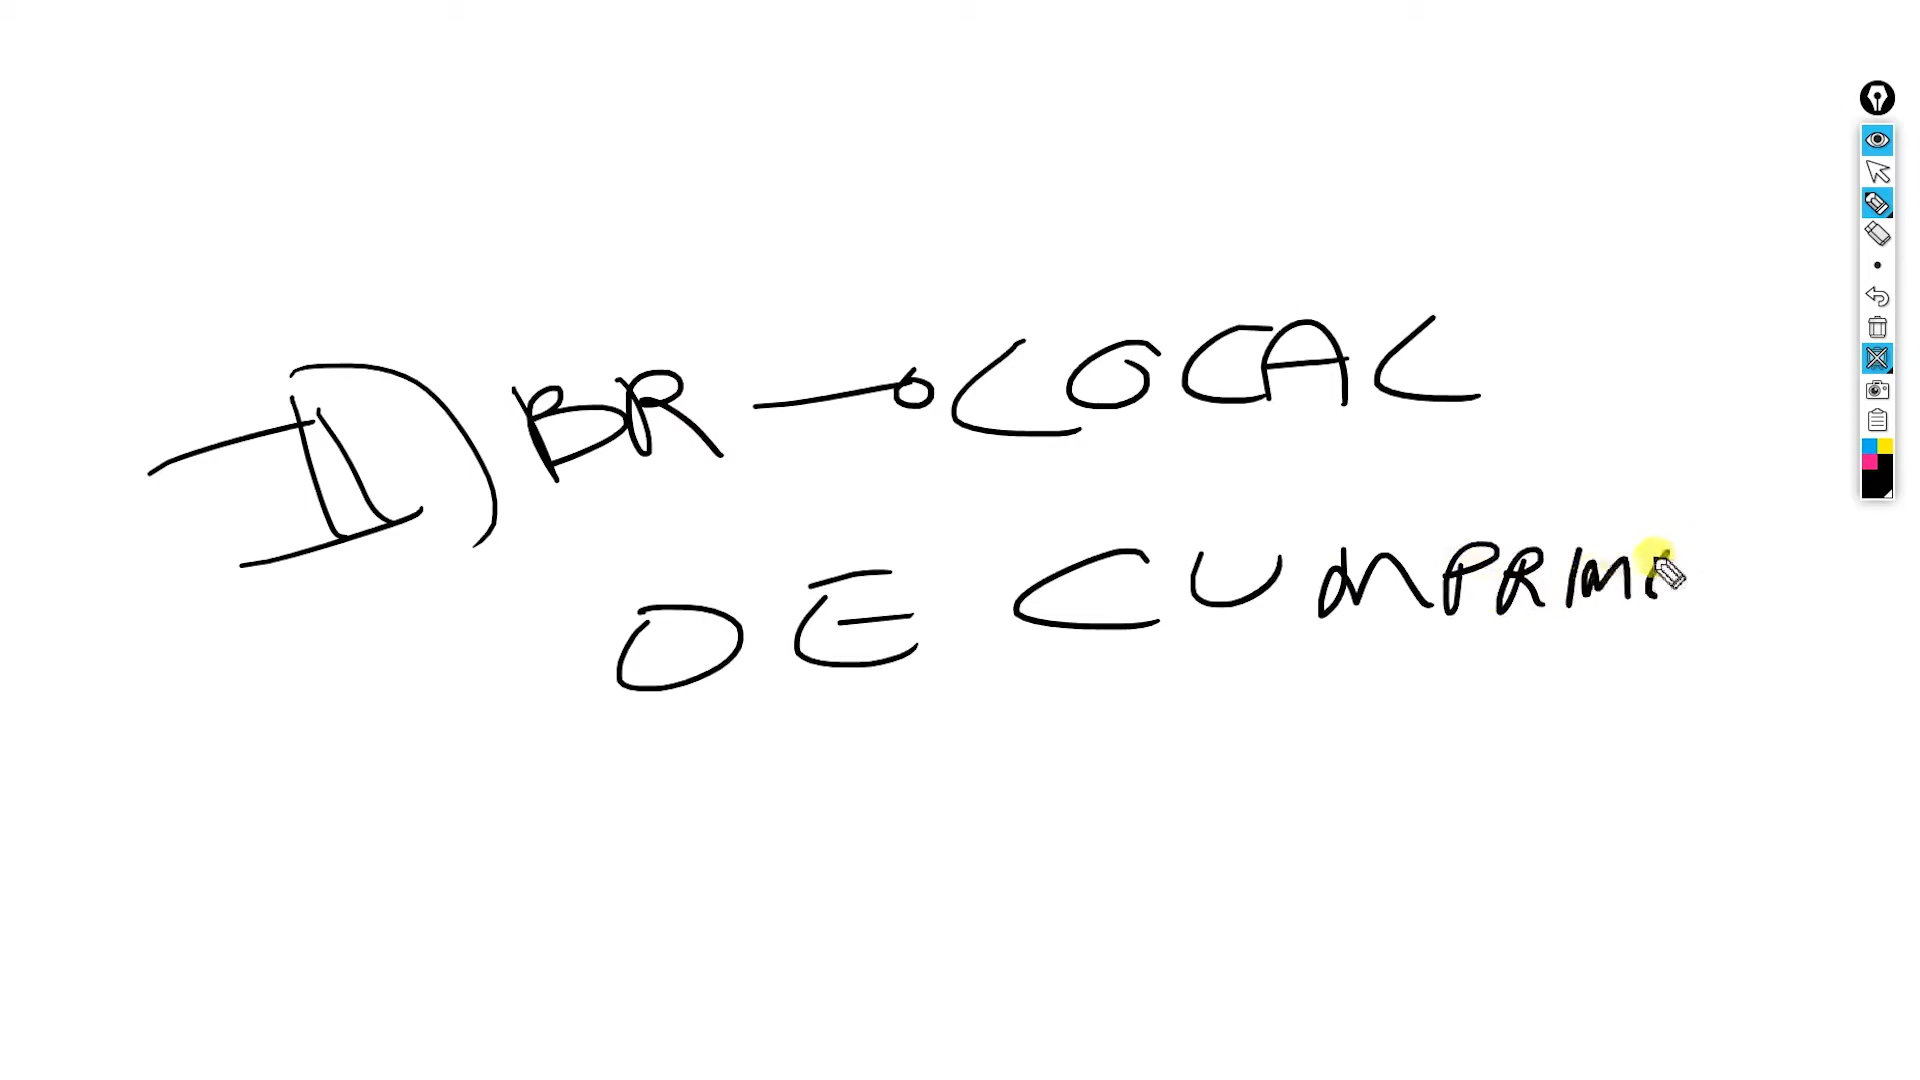 II) BR → LOCAL
DE CUMPRIM